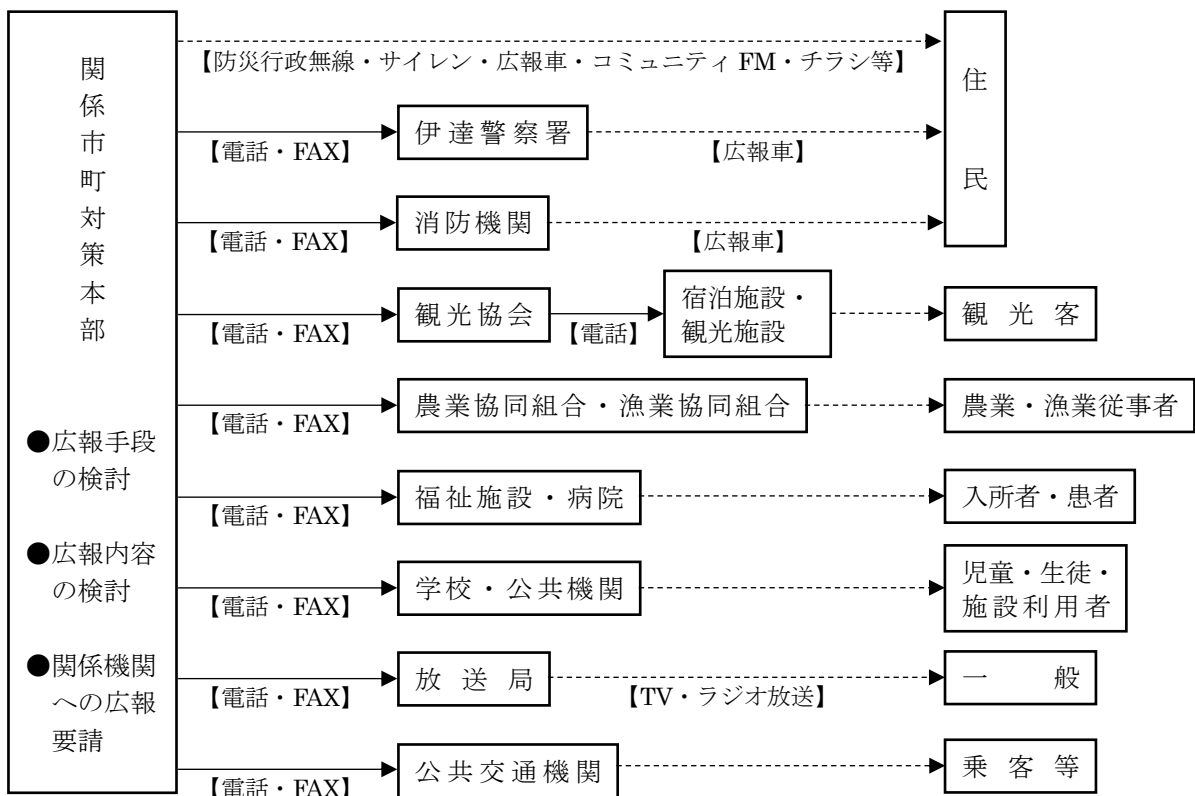 関係市町対策本部
●広報手段
の検討
●広報内容
の検討
●関係機関
への広報
要請
【防災行政無線・サイレン・広報車・コミュニティ FM・チラシ等】
住民
【電話・FAX】
伊達警察署
【広報車】
【電話・FAX】
消防機関
【広報車】
【電話・FAX】
観光協会
【電話】
宿泊施設・
観光施設
観光客
【電話・FAX】
農業協同組合・漁業協同組合
農業・漁業従事者
【電話・FAX】
福祉施設・病院
入所者・患者
【電話・FAX】
学校・公共機関
児童・生徒・
施設利用者
【電話・FAX】
放送局
【TV・ラジオ放送】
一般
【電話・FAX】
公共交通機関
乗客等